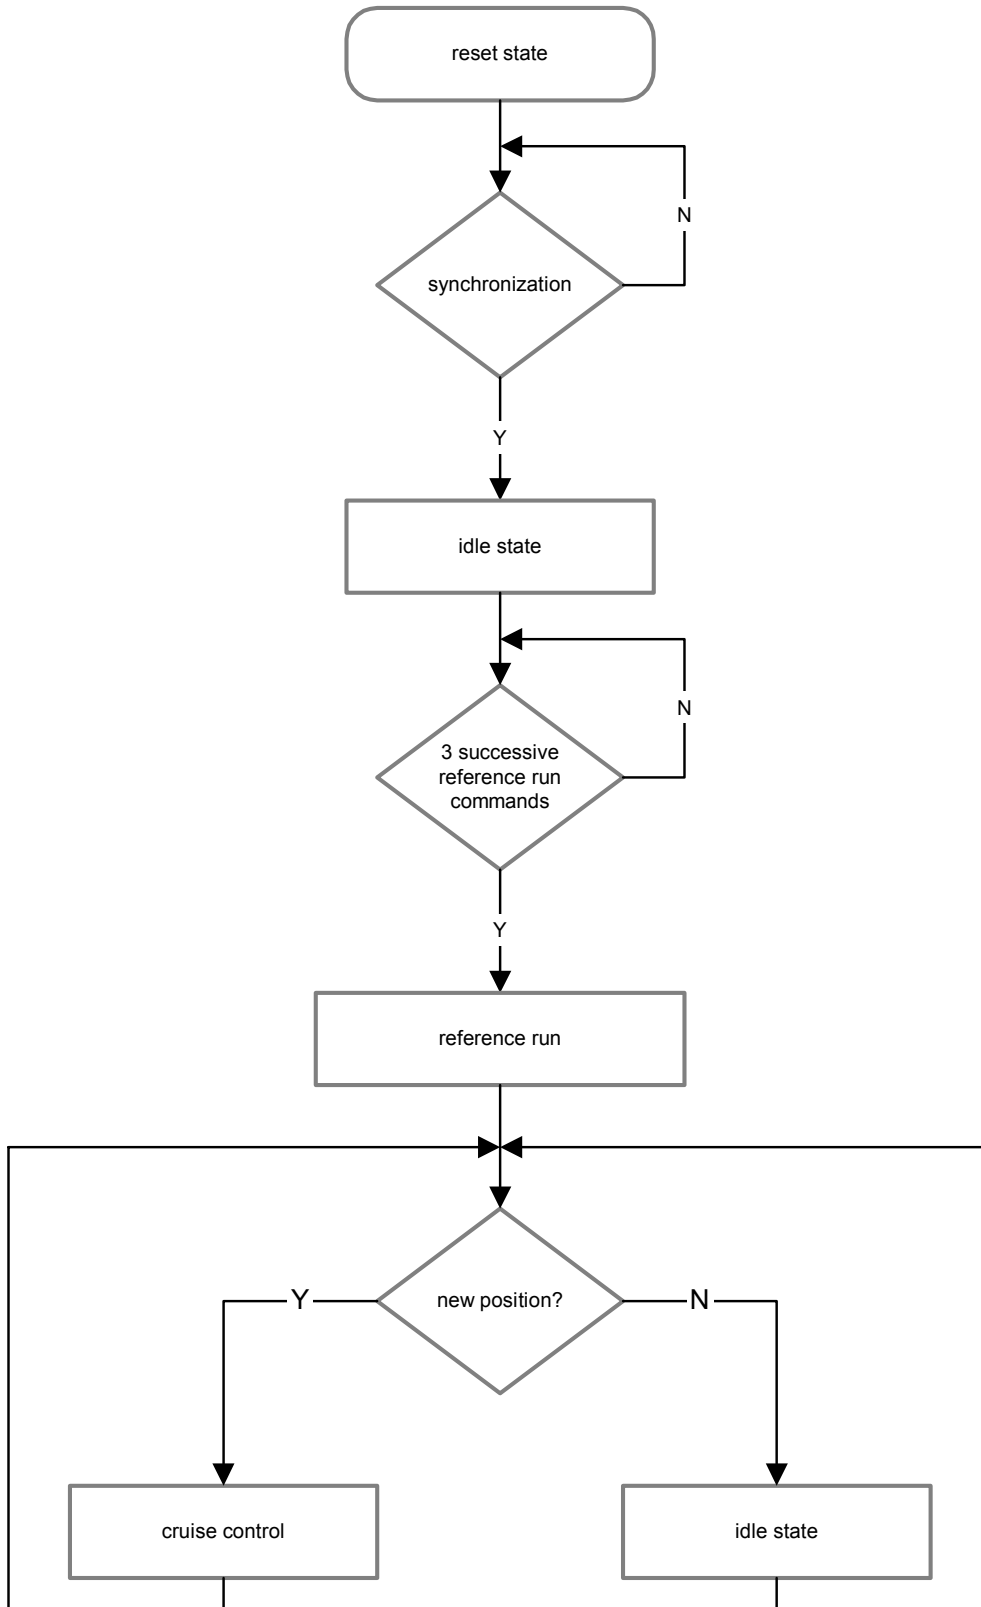 reset state
N
synchronization
Y
idle state
N
3 successive
reference run
commands
Y
reference run
new position?
Y
N
cruise control
idle state